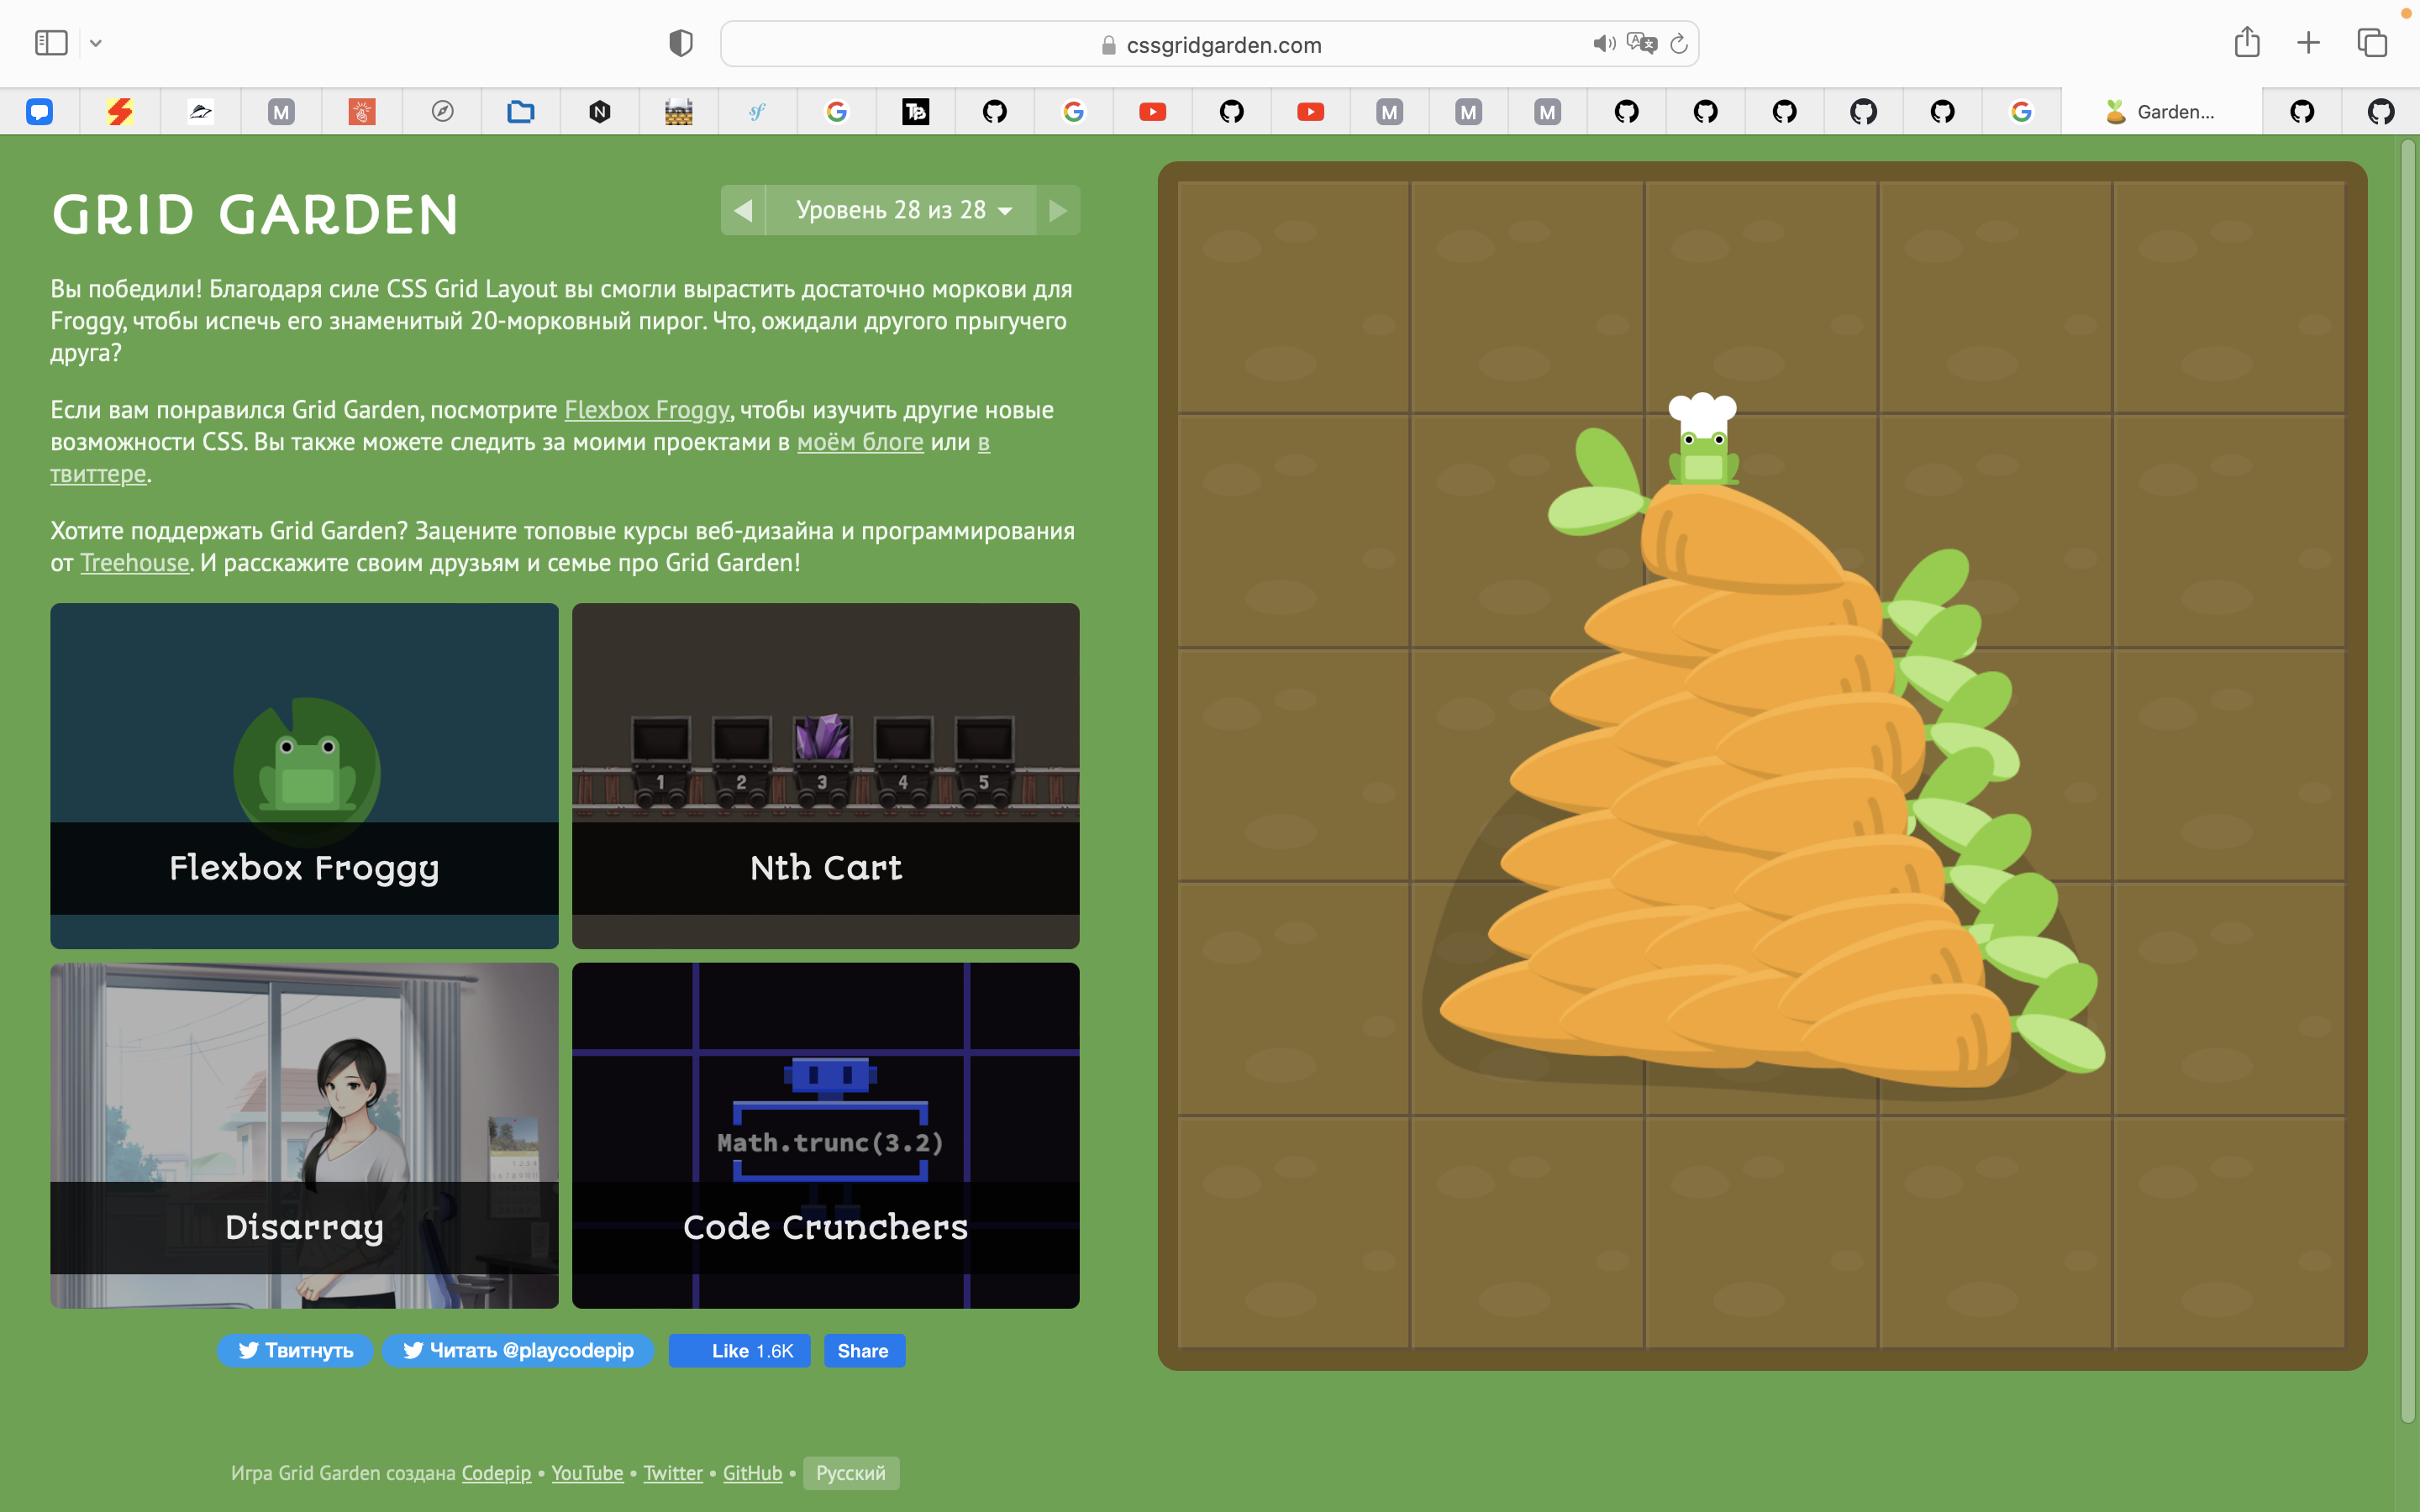 cssgridgarden.com
Garden...
GRID GARDEN
Уровень 28 из 28
Вы победили! Благодаря силе CSS Grid Layout вы смогли вырастить достаточно моркови для
Froggy, чтобы испечь его знаменитый 20-морковный пирог. Что, ожидали другого прыгучего
друга?
Если вам понравился Grid Garden, посмотрите Flexbox Froggy, чтобы изучить другие новые
возможности CSS. Вы также можете следить за моими проектами в моём блоге или в
твиттере.
Хотите поддержать Grid Garden? Зацените топовые курсы веб-дизайна и программирования
от Treehouse. И расскажите своим друзьям и семье про Grid Garden!
1 2 3 4 5
Flexbox Froggy
Nth Cart
Math.trunc(3.2)
Disarray
Code Crunchers
Твитнуть
Читать @playcodepip
Like 1.6K
Share
Игра Grid Garden создана Codepip • YouTube • Twitter • GitHub • Русский